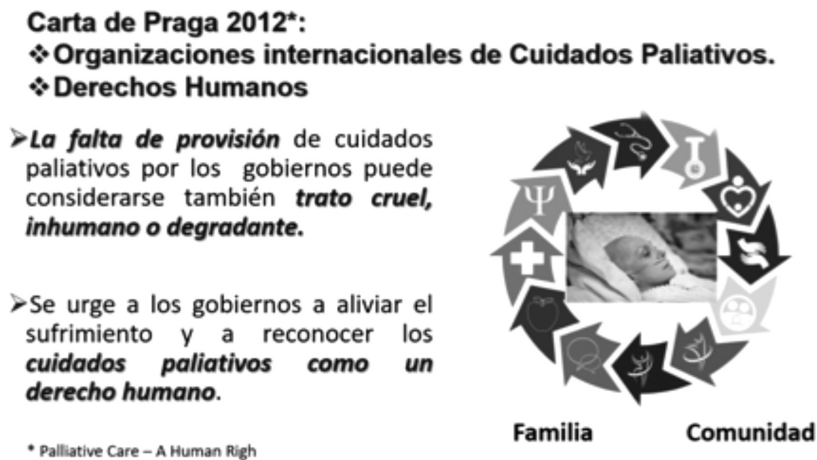 Carta de Praga 2012*:
❖Organizaciones internacionales de Cuidados Paliativos.
❖Derechos Humanos
➢La falta de provisión de cuidados
paliativos por los gobiernos puede
considerarse también trato cruel,
inhumano o degradante.
➢Se urge a los gobiernos a aliviar el
sufrimiento y a reconocer los
cuidados paliativos como un
derecho humano.
Familia Comunidad
* Palliative Care – A Human Righ